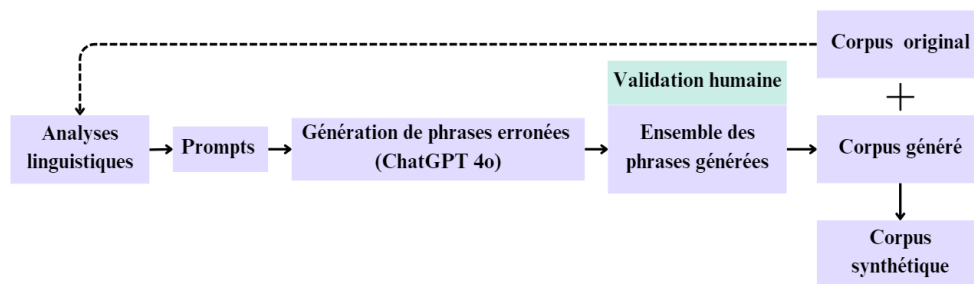 Corpus original
Validation humaine
Analyses
linguistiques
Prompts
Génération de phrases erronées
(ChatGPT 4o)
Ensemble des
phrases générées
+
Corpus généré
Corpus
synthétique